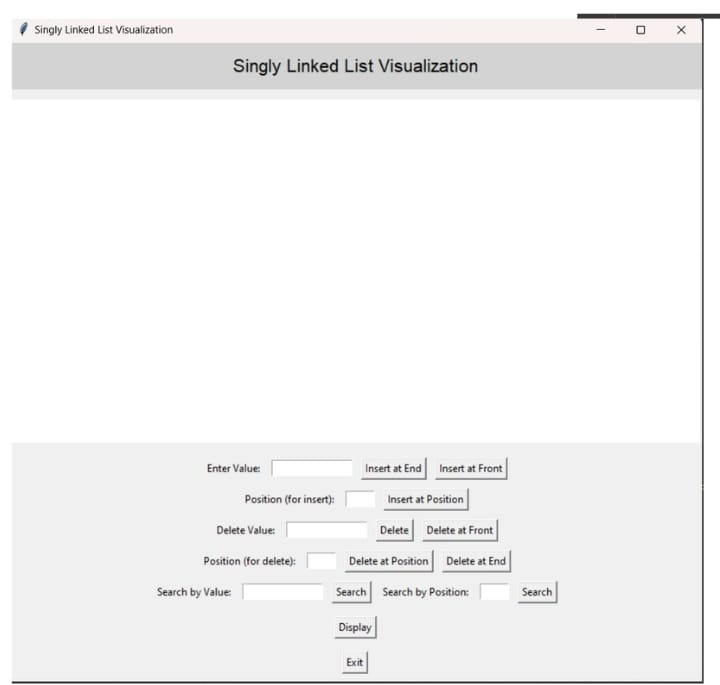 Singly Linked List Visualization
Singly Linked List Visualization
Enter Value: Insert at End Insert at Front
Position (for insert): Insert at Position
Delete Value: Delete Delete at Front
Position (for delete): Delete at Position Delete at End
Search by Value: Search Search by Position: Search
Display
Exit